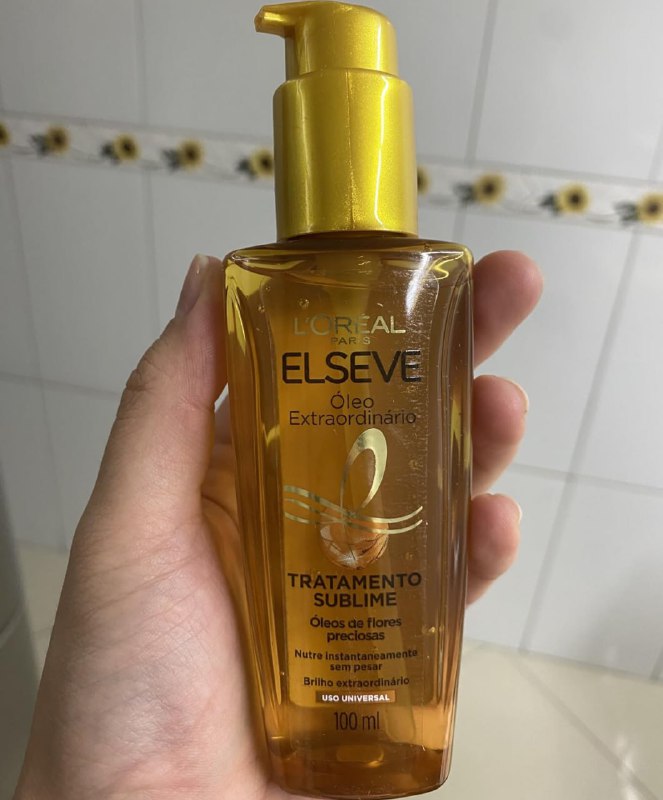 L'ORÉAL
PARIS
ELSEVE
Óleo
Extraordinário
TRATAMENTO
SUBLIME
Óleos de flores
preciosas
Nutre instantaneamente
sem pesar
Brilho extraordinário
USO UNIVERSAL
100 ml